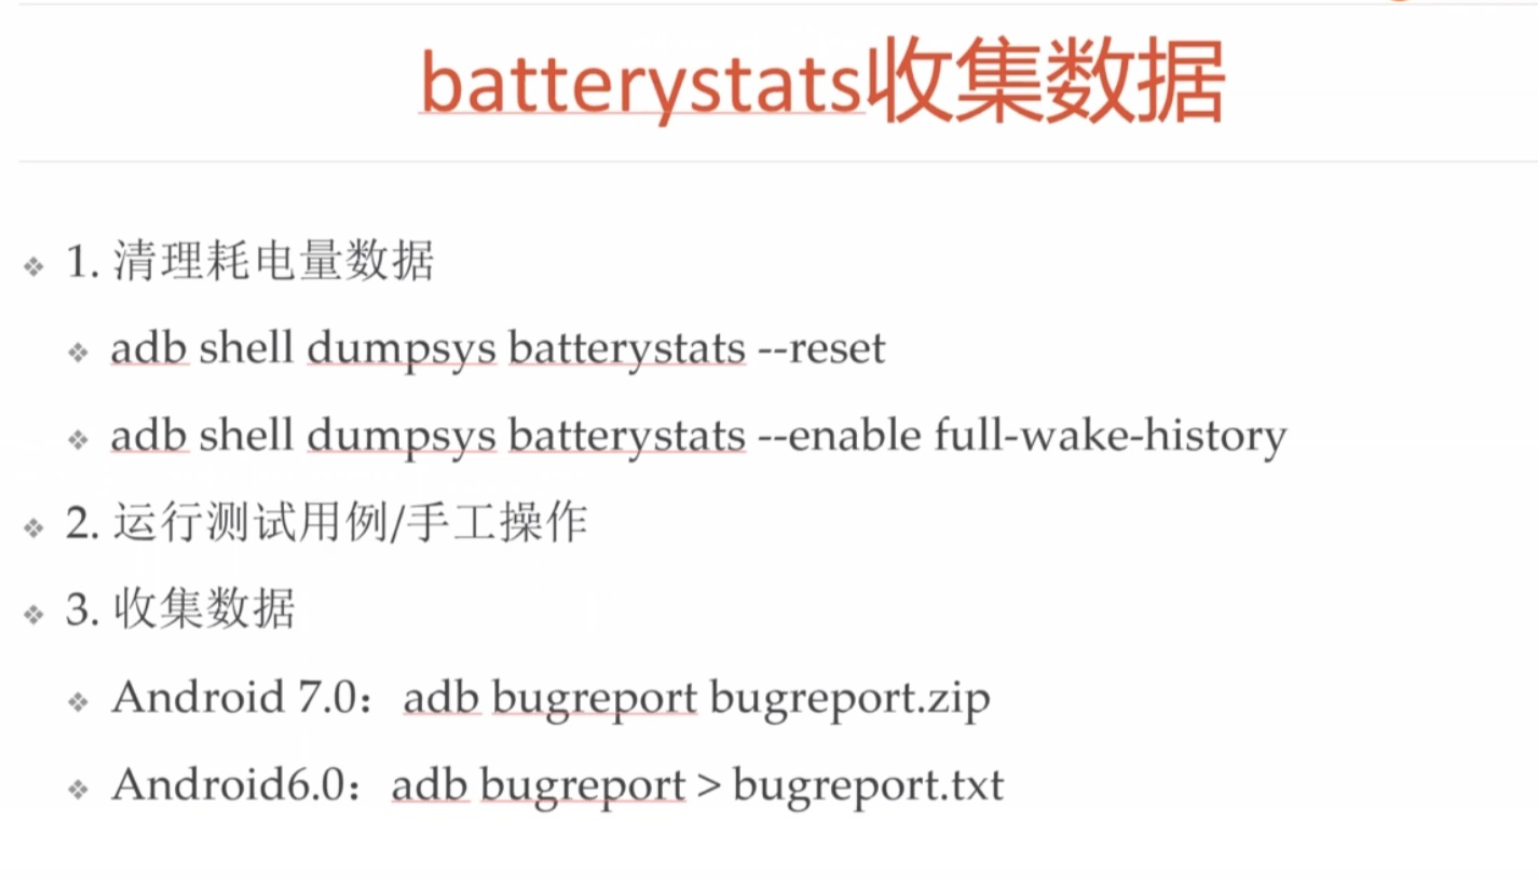 batterystats收集数据
1. 清理耗电量数据
adb shell dumpsys batterystats --reset
adb shell dumpsys batterystats --enable full-wake-history
2. 运行测试用例/手工操作
3. 收集数据
Android 7.0：adb bugreport bugreport.zip
Android6.0：adb bugreport > bugreport.txt